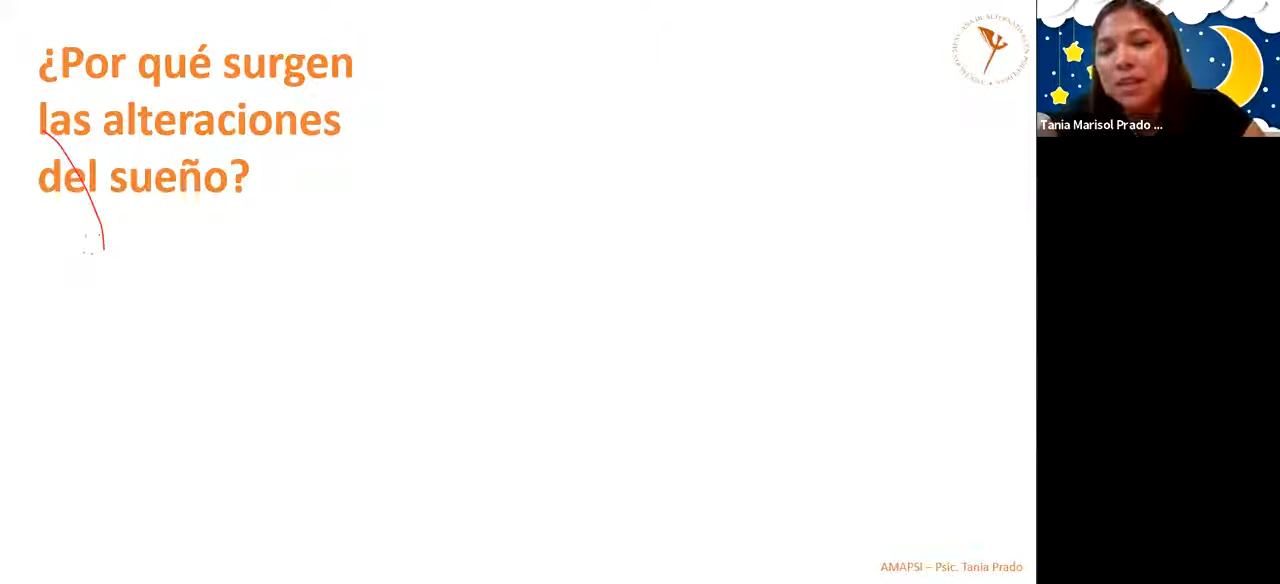 ¿Por qué surgen
las alteraciones
del sueño?
Tania Marisol Prado ...
AMAPSI – Psic. Tania Prado